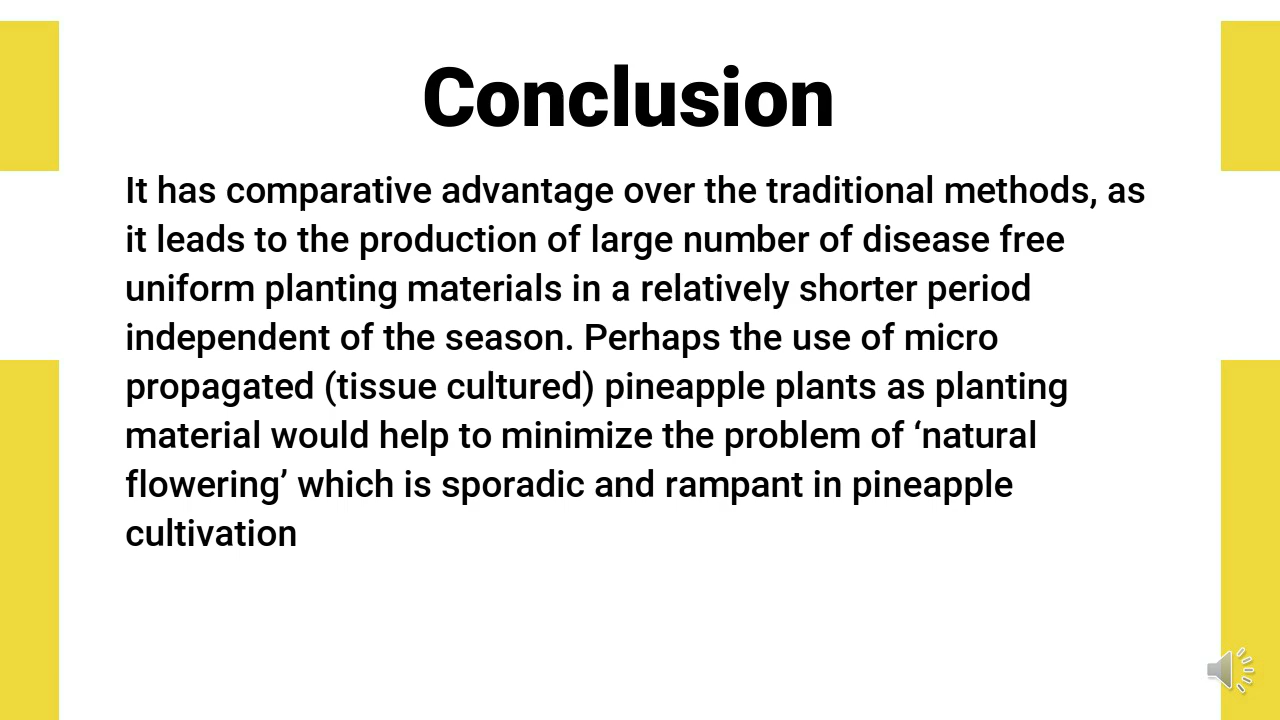 Conclusion
It has comparative advantage over the traditional methods, as
it leads to the production of large number of disease free
uniform planting materials in a relatively shorter period
independent of the season. Perhaps the use of micro
propagated (tissue cultured) pineapple plants as planting
material would help to minimize the problem of ‘natural
flowering’ which is sporadic and rampant in pineapple
cultivation